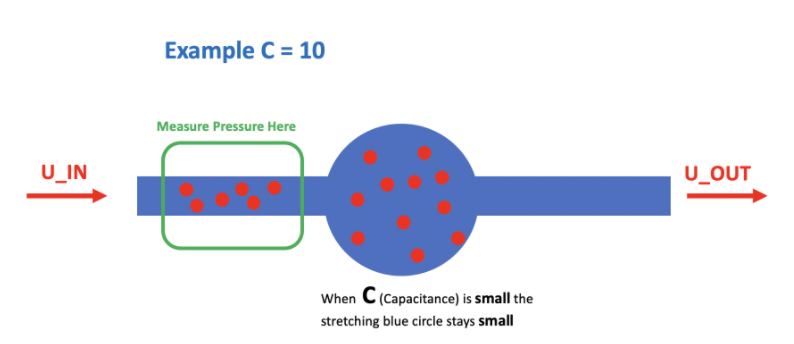 Example C = 10
Measure Pressure Here
U_IN
U_OUT
When C (Capacitance) is small the
stretching blue circle stays small